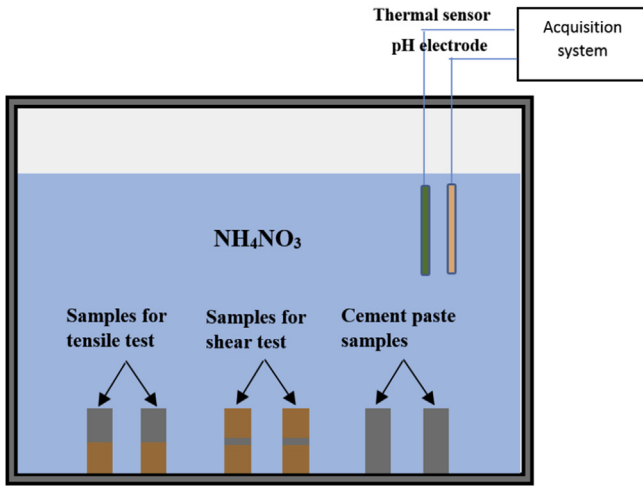 Thermal sensor
Acquisition
system
pH electrode
NH₄NO₃
Samples for
tensile test
Samples for
shear test
Cement paste
samples